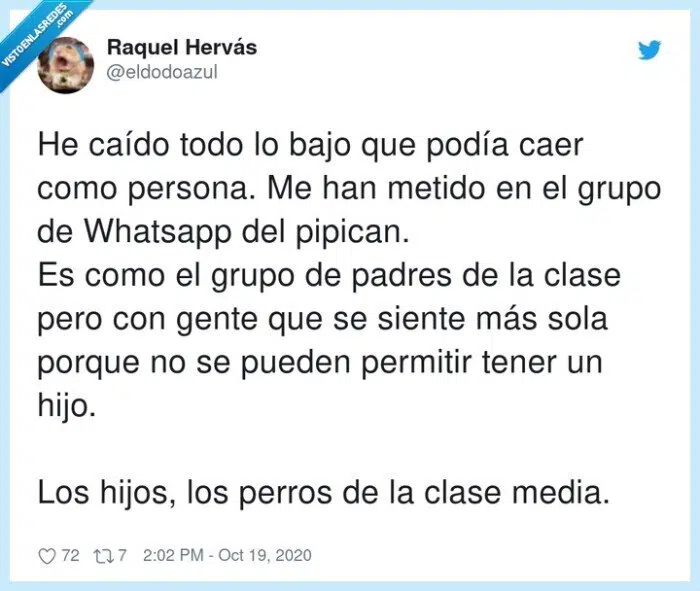 VISTOENLASREDES
.com
Raquel Hervás
@eldodoazul
He caído todo lo bajo que podía caer
como persona. Me han metido en el grupo
de Whatsapp del pipican.
Es como el grupo de padres de la clase
pero con gente que se siente más sola
porque no se pueden permitir tener un
hijo.
Los hijos, los perros de la clase media.
72 7 2:02 PM - Oct 19, 2020